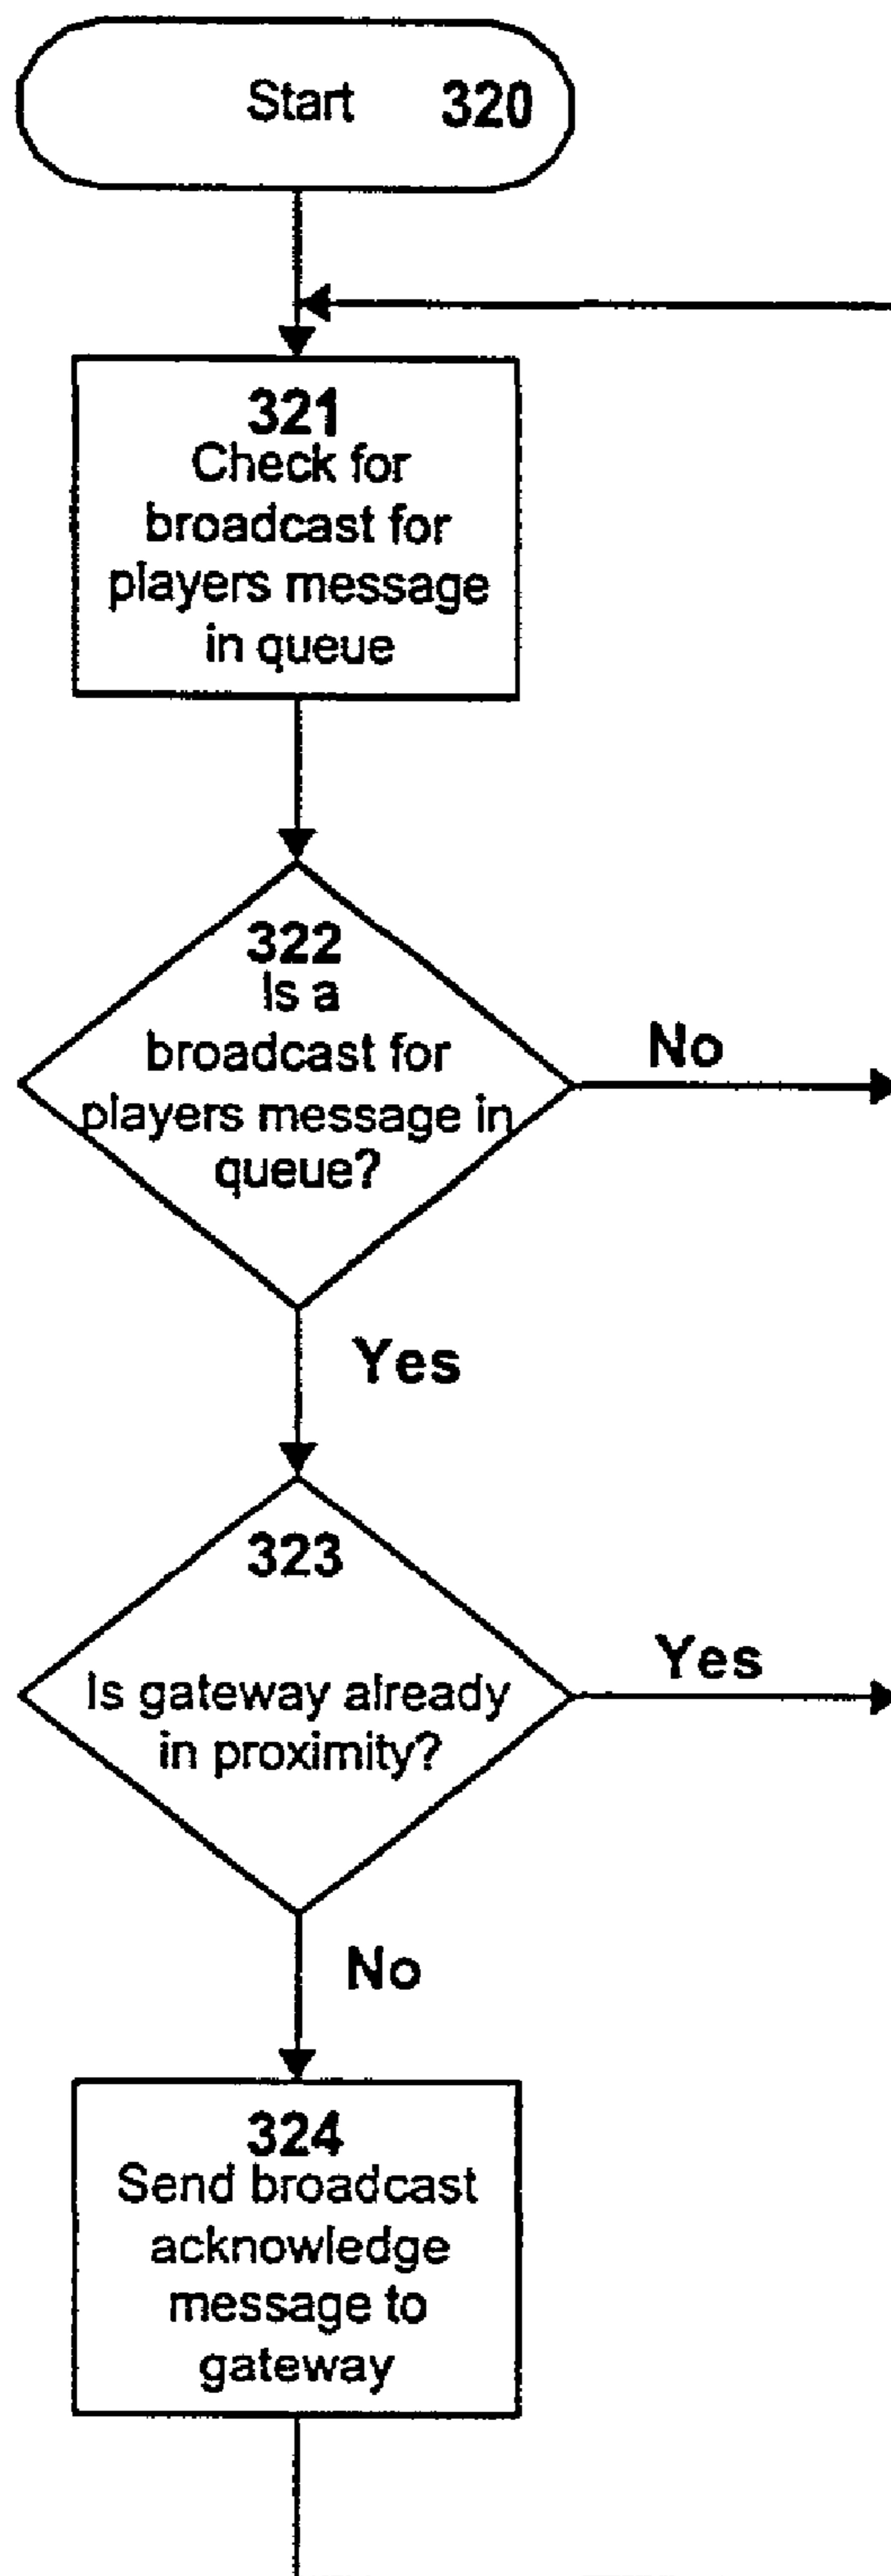 Start 320
321
Check for
broadcast for
players message
in queue
322
Is a
broadcast for
players message in
queue?
No
Yes
323
Is gateway already
in proximity?
Yes
No
324
Send broadcast
acknowledge
message to
gateway